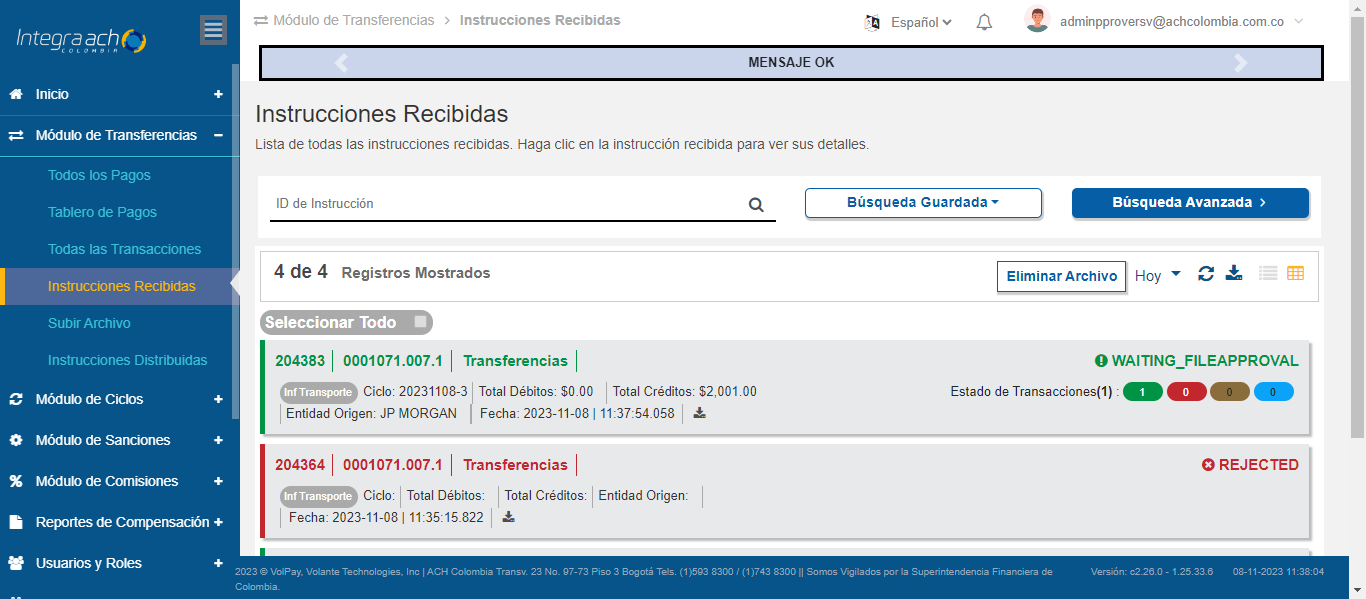 Integra ach
COLOMBIA
Módulo de Transferencias > Instrucciones Recibidas
Español
adminpproversv@achcolombia.com.co
MENSAJE OK
Inicio +
Módulo de Transferencias −
Todos los Pagos
Tablero de Pagos
Todas las Transacciones
Instrucciones Recibidas
Subir Archivo
Instrucciones Distribuidas
Módulo de Ciclos +
Módulo de Sanciones +
Módulo de Comisiones +
Reportes de Compensación +
Usuarios y Roles +
Instrucciones Recibidas
Lista de todas las instrucciones recibidas. Haga clic en la instrucción recibida para ver sus detalles.
ID de Instrucción
Búsqueda Guardada
Búsqueda Avanzada >
4 de 4 Registros Mostrados
Eliminar Archivo
Hoy
Seleccionar Todo
204383 | 0001071.007.1 | Transferencias | WAITING_FILEAPPROVAL
Inf Transporte Ciclo: 20231108-3 | Total Débitos: $0.00 | Total Créditos: $2,001.00 Estado de Transacciones(1) : 1 0 0 0
| Entidad Origen: JP MORGAN | Fecha: 2023-11-08 | 11:37:54.058 |
204364 | 0001071.007.1 | Transferencias | REJECTED
Inf Transporte Ciclo: | Total Débitos: | Total Créditos: | Entidad Origen: |
| Fecha: 2023-11-08 | 11:35:15.822 |
2023 © VolPay, Volante Technologies, Inc | ACH Colombia Transv. 23 No. 97-73 Piso 3 Bogotá Tels. (1)593 8300 / (1)743 8300 || Somos Vigilados por la Superintendencia Financiera de
Colombia.
Versión: c2.26.0 - 1.25.33.6 08-11-2023 11:38:04